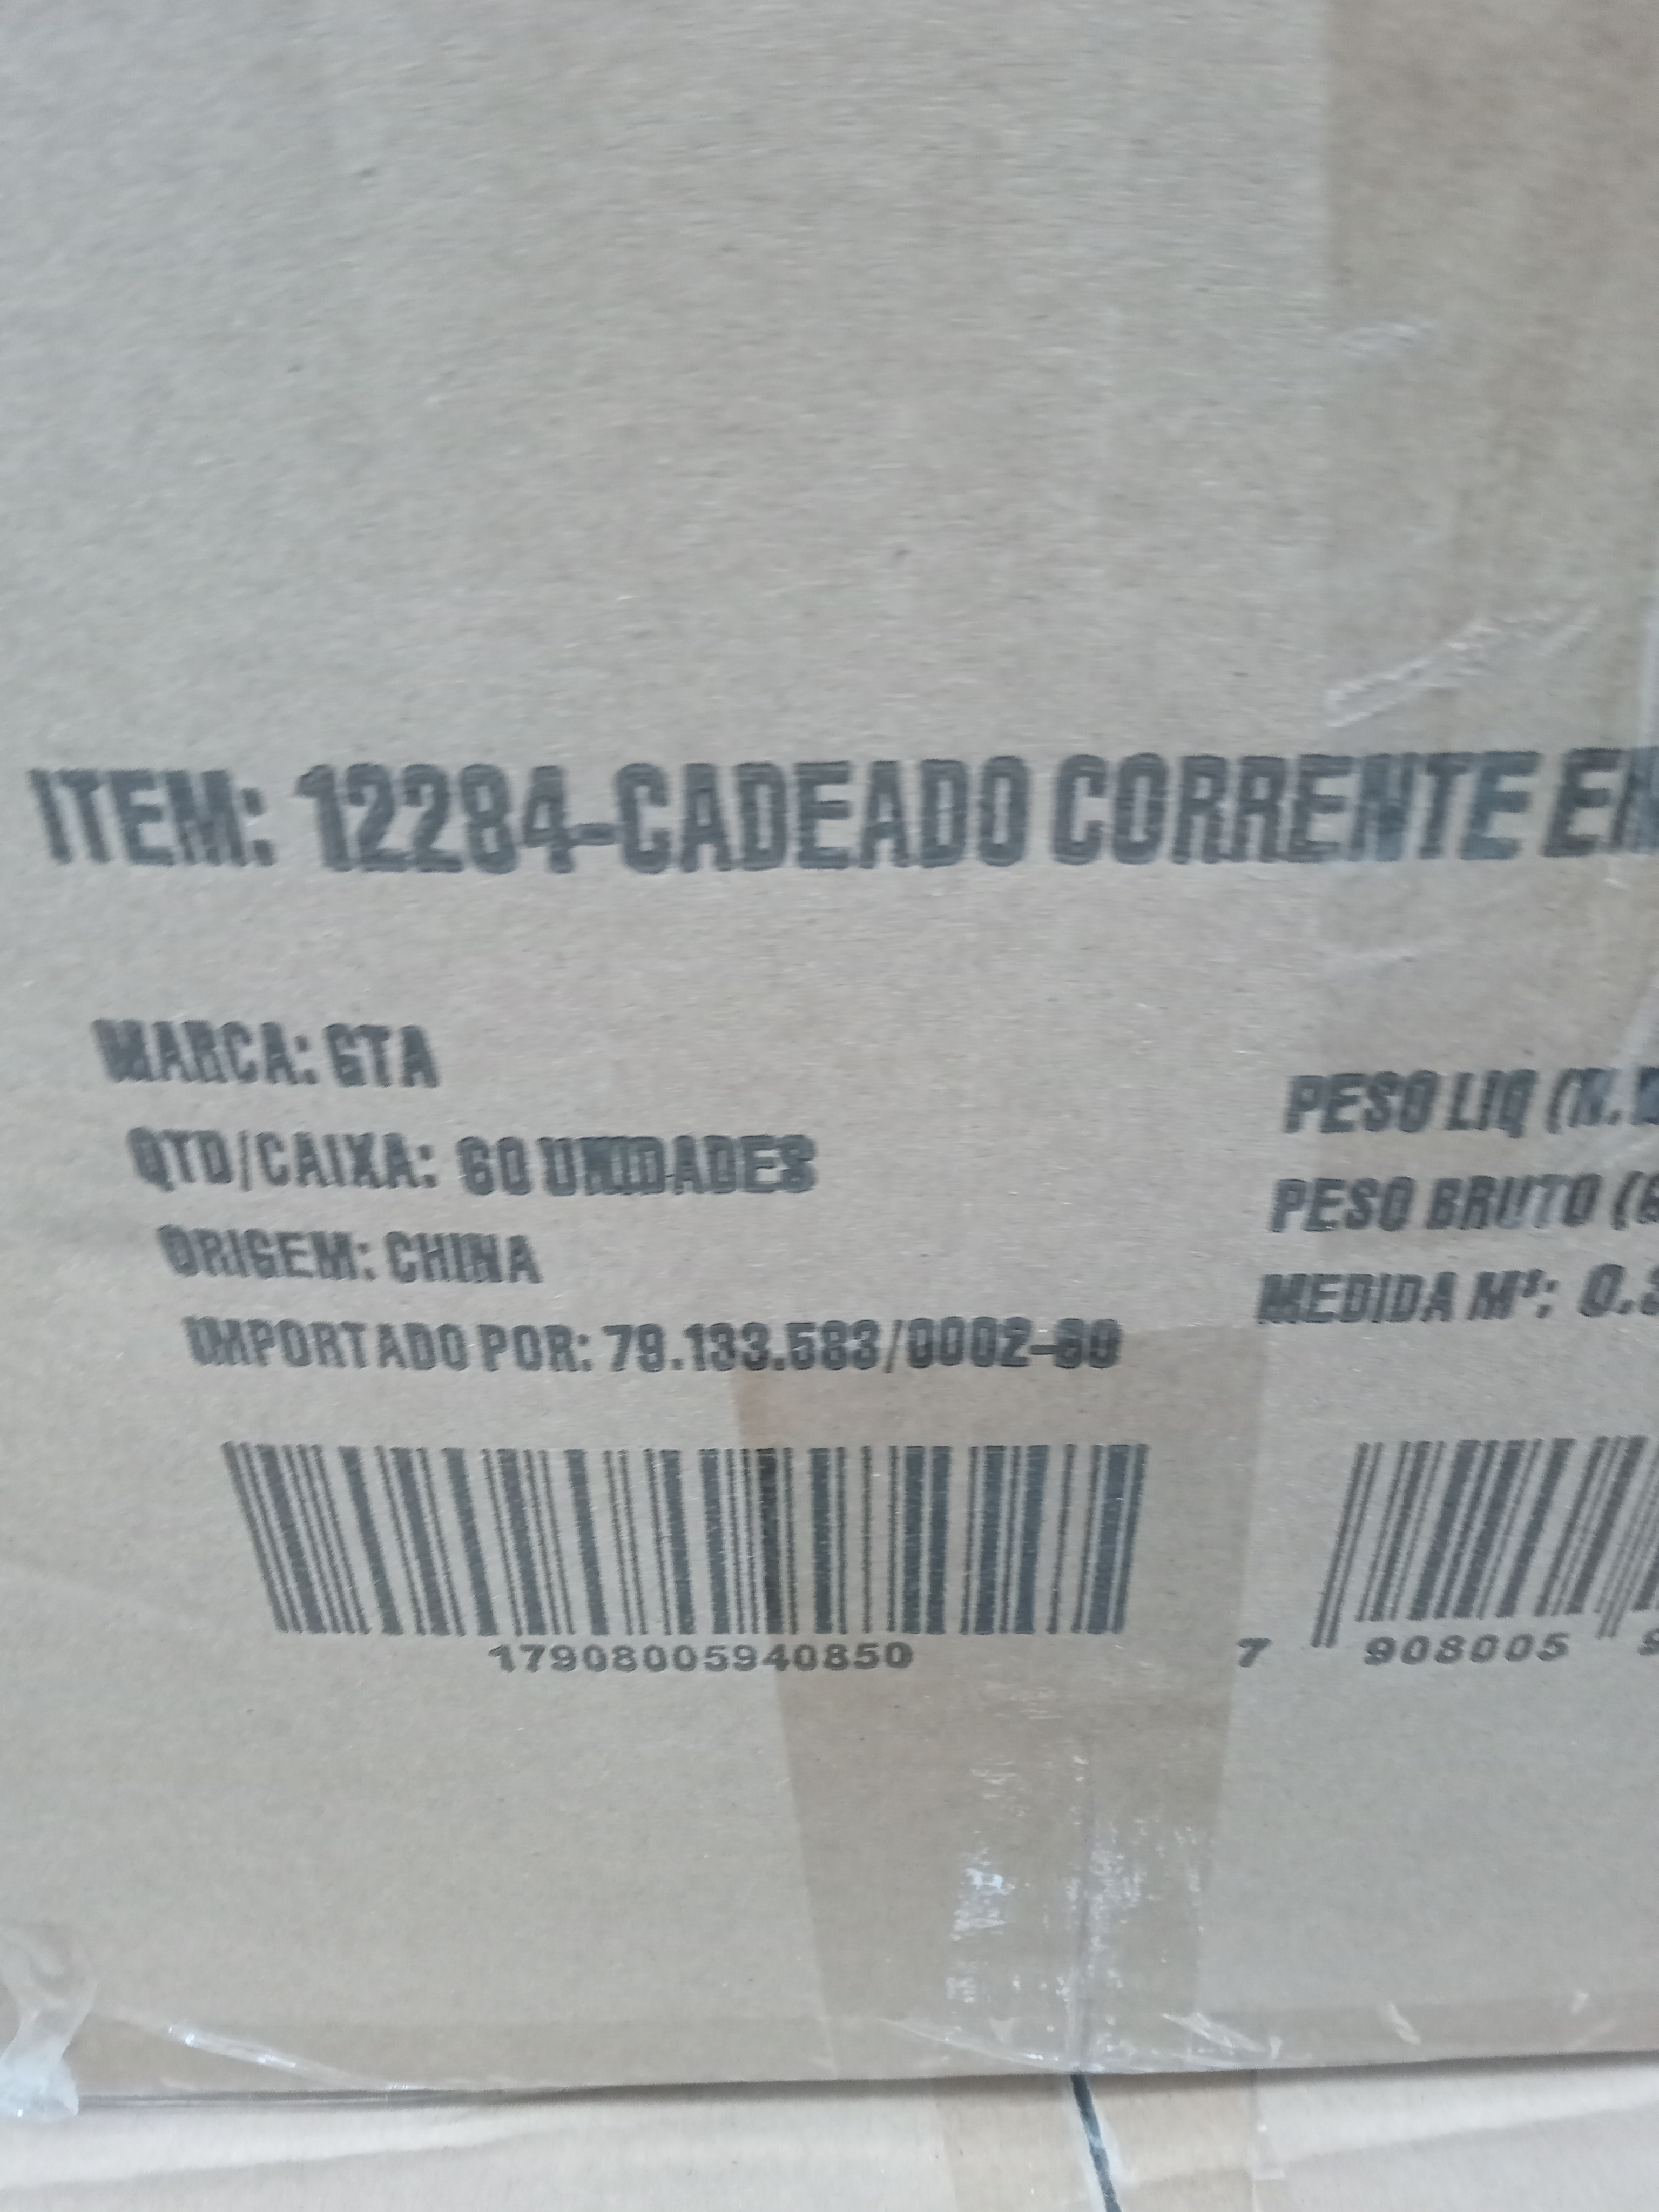 ITEM: 12284-CADEADO CORRENTE
MARCA: GTA
QTD/CAIXA: 60 UNIDADES
ORIGEM: CHINA
IMPORTADO POR: 79.133.583/0002-80
PESO LIQ
PESO BRUTO
MEDIDA M³:
17908005940850
7 908005